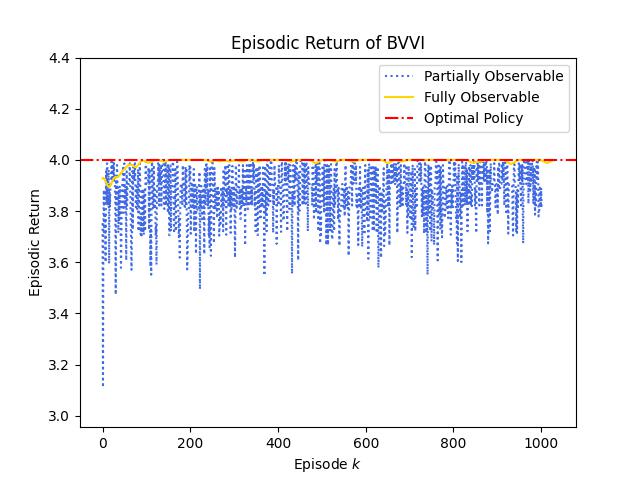 Episodic Return of BVVI
4.4
4.2
4.0
3.8
3.6
3.4
3.2
3.0
Episodic Return
Partially Observable
Fully Observable
Optimal Policy
0 200 400 600 800 1000
Episode k